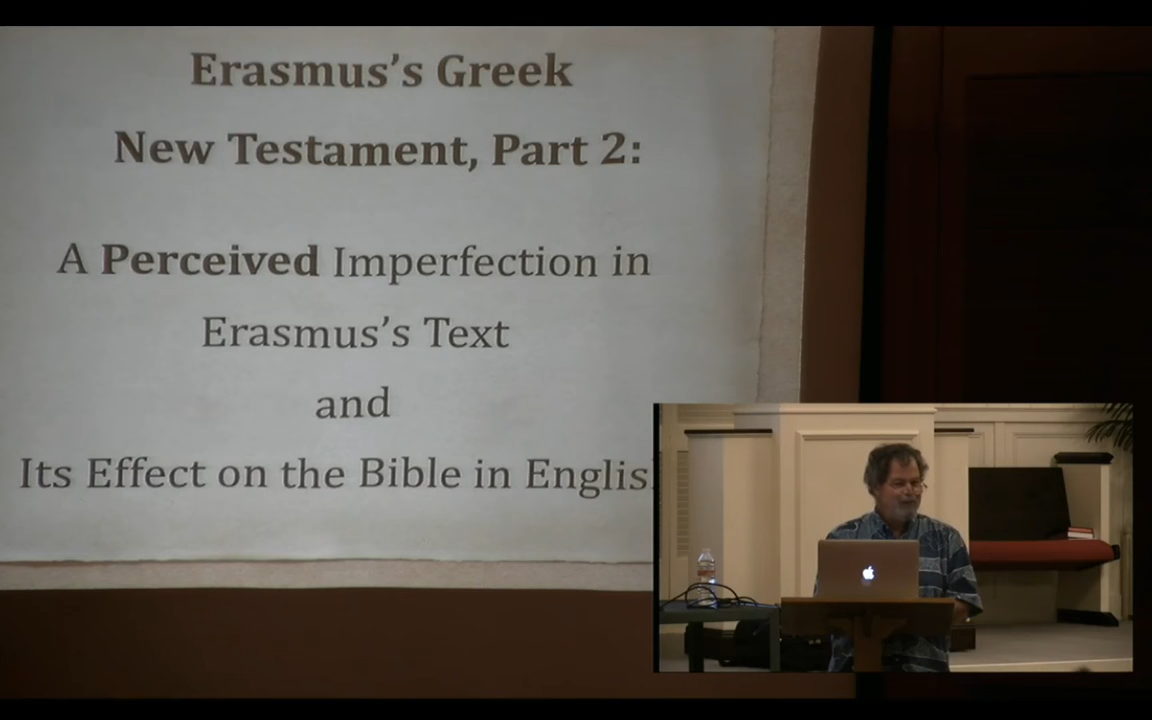 Erasmus's Greek
New Testament, Part 2:
A Perceived Imperfection in
Erasmus's Text
and
Its Effect on the Bible in Englis